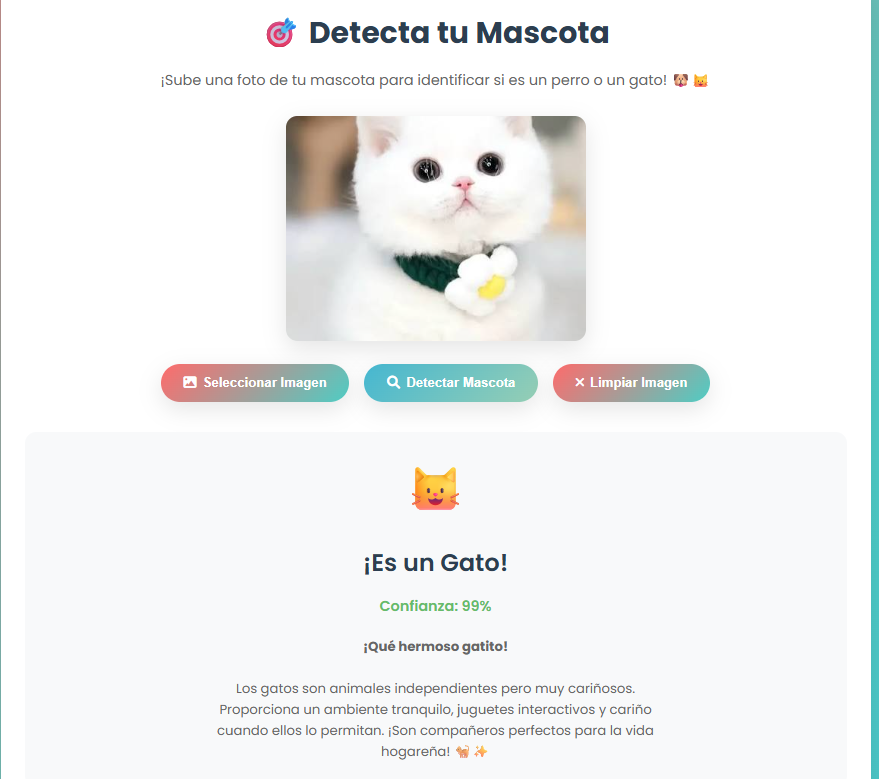 🎯 Detecta tu Mascota
¡Sube una foto de tu mascota para identificar si es un perro o un gato! 🐶 🐱
Seleccionar Imagen
Detectar Mascota
Limpiar Imagen
¡Es un Gato!
Confianza: 99%
¡Qué hermoso gatito!
Los gatos son animales independientes pero muy cariñosos.
Proporciona un ambiente tranquilo, juguetes interactivos y cariño
cuando ellos lo permitan. ¡Son compañeros perfectos para la vida
hogareña! 🐈 ✨